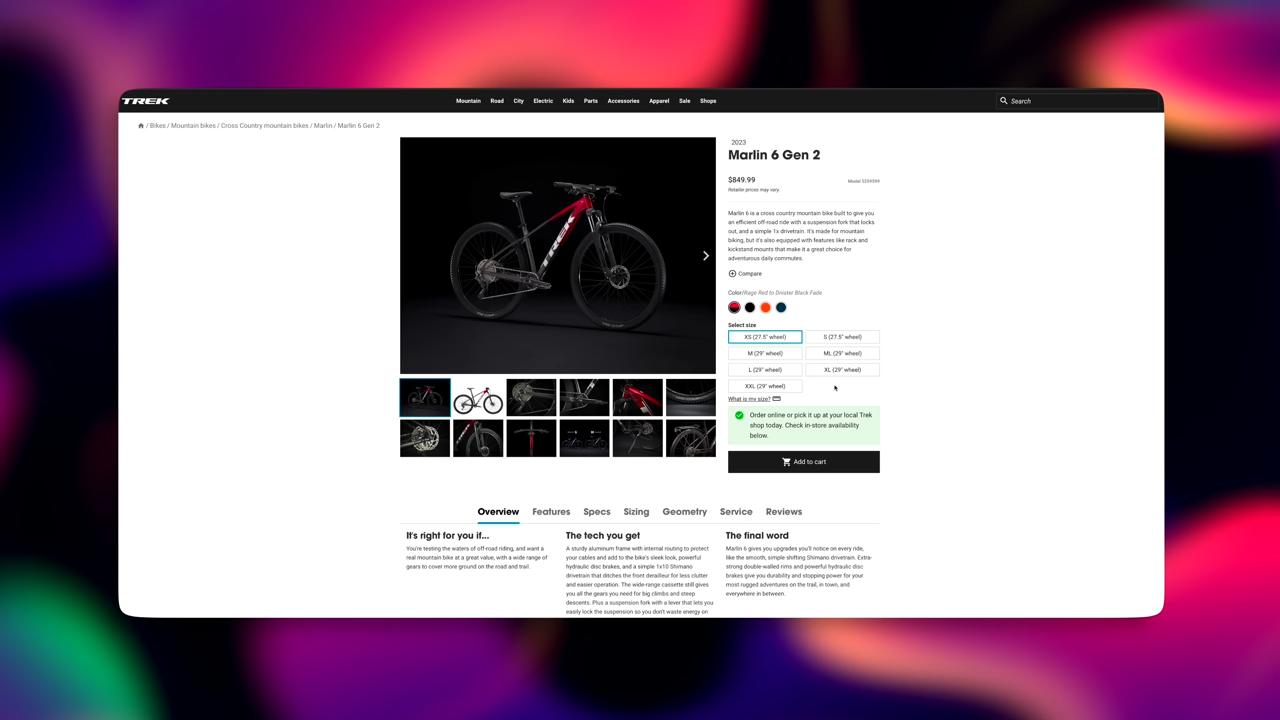 TREK
Mountain Road City Electric Kids Parts Accessories Apparel Sale Shops
Search
/ Bikes / Mountain bikes / Cross Country mountain bikes / Marlin / Marlin 6 Gen 2
TREK
2023
Marlin 6 Gen 2
$849.99
Retailer prices may vary.
Marlin 6 is a cross country mountain bike built to give you
an efficient off-road ride with a suspension fork that locks
out, and a simple 1x drivetrain. It's made for mountain
biking, but it's also equipped with features like rack and
kickstand mounts that make it a great choice for
adventurous daily commutes.
Compare
Color/Rage Red to Dnister Black Fade
Select size
XS (27.5" wheel)
S (27.5" wheel)
M (29" wheel)
ML (29" wheel)
L (29" wheel)
XL (29" wheel)
XXL (29" wheel)
What is my size?
Order online or pick it up at your local Trek
shop today. Check in-store availability
below.
Add to cart
Overview Features Specs Sizing Geometry Service Reviews
It's right for you if...
You're testing the waters of off-road riding, and want a
real mountain bike at a great value, with a wide range of
gears to cover more ground on the road and trail.
The tech you get
A sturdy aluminum frame with internal routing to protect
your cables and add to the bike's sleek look, powerful
hydraulic disc brakes, and a simple 1x10 Shimano
drivetrain that ditches the front derailleur for less clutter
and easier operation. The wide-range cassette still gives
you all the gears you need for big climbs and steep
descents. Plus a suspension fork with a lever that lets you
easily lock the suspension so you don't waste energy on
The final word
Marlin 6 gives you upgrades you'll notice on every ride,
like the smooth, simple shifting Shimano drivetrain. Extra-
strong double-walled rims and powerful hydraulic disc
brakes give you durability and stopping power for your
most rugged adventures on the trail, in town, and
everywhere in between.